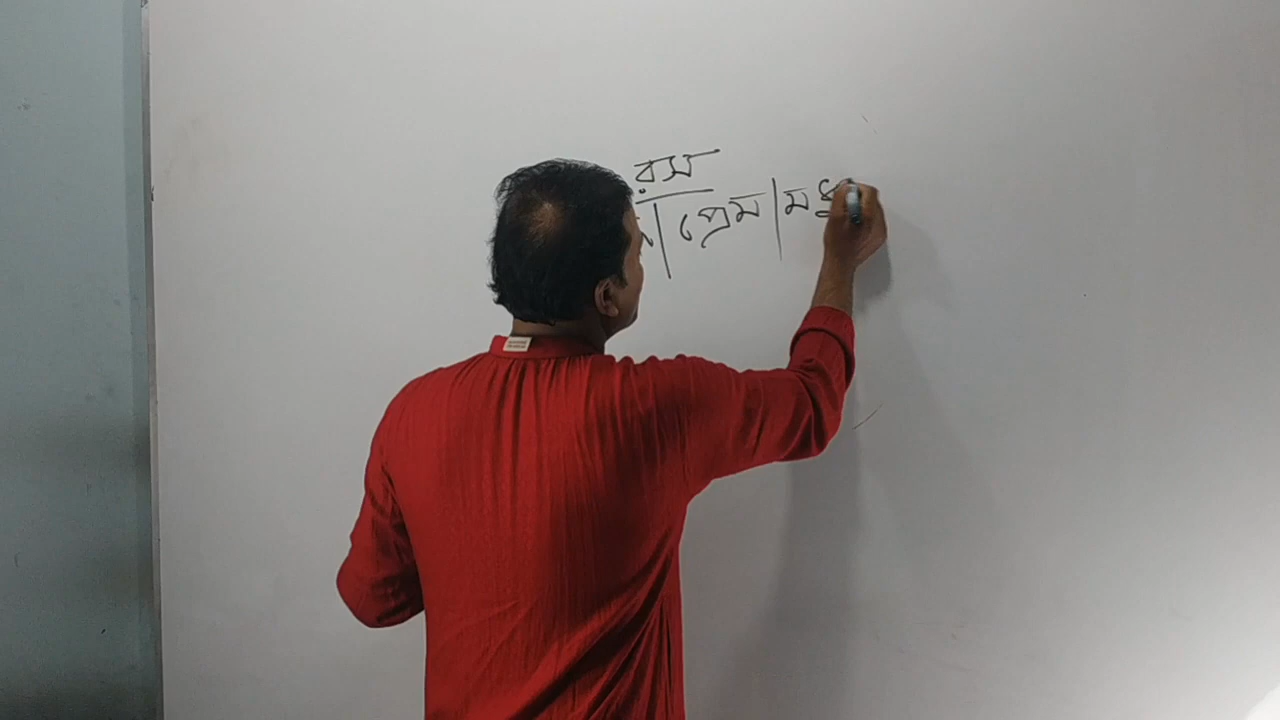 রস
| প্রেম | মধু